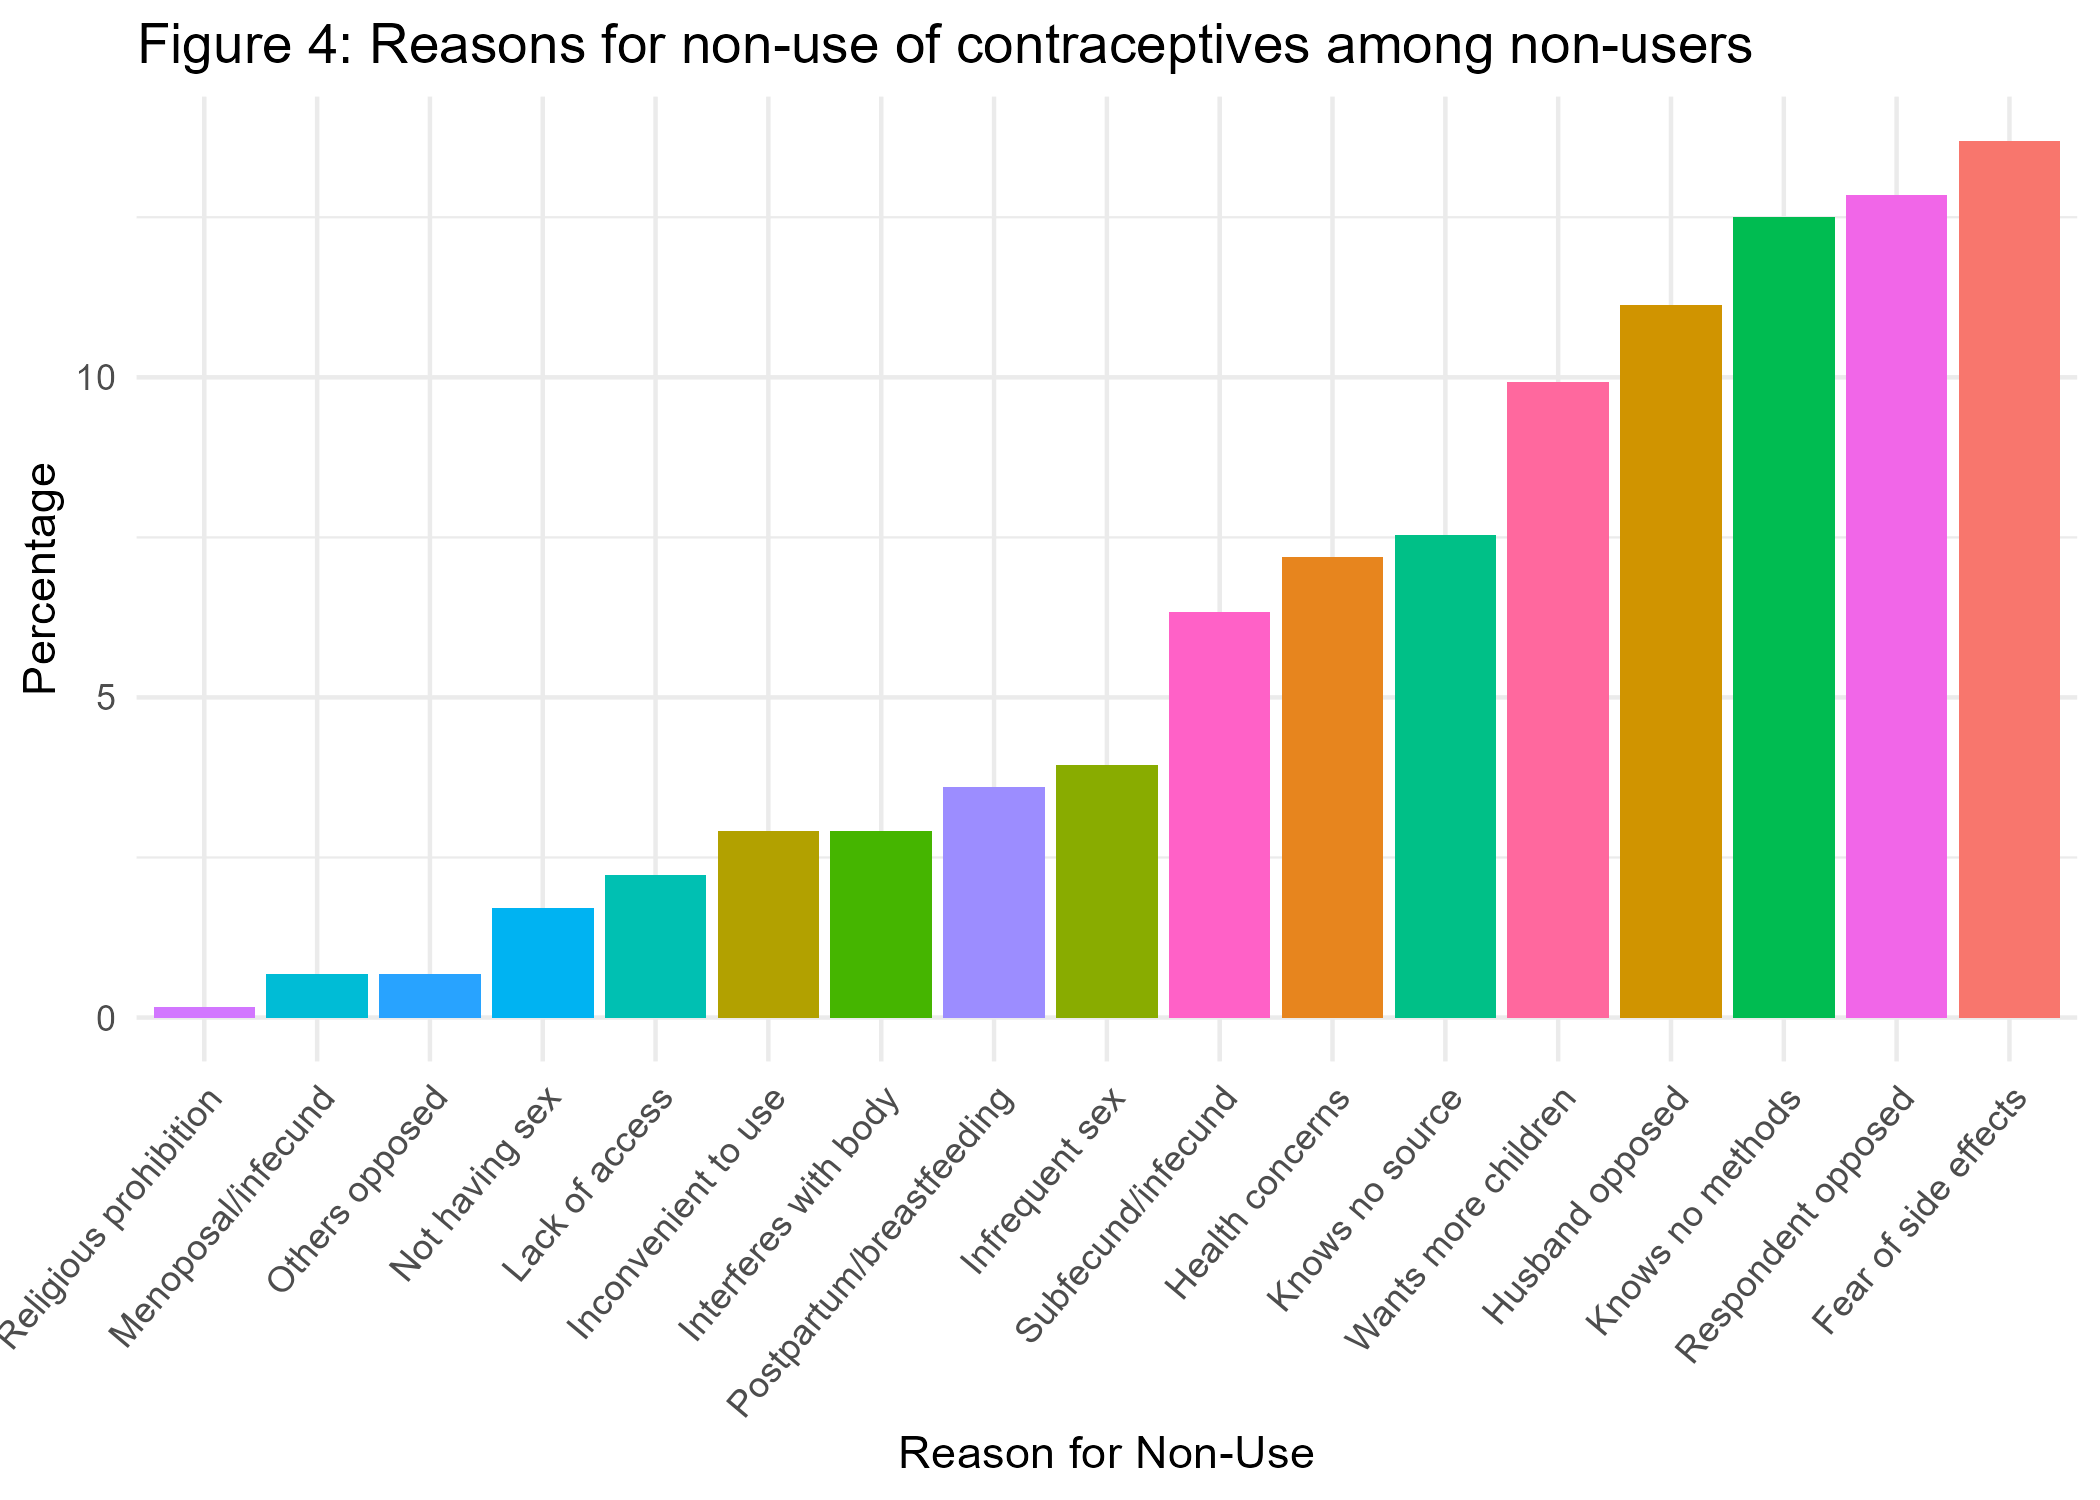 Figure 4: Reasons for non-use of contraceptives among non-users
Percentage
10
5
0
Religious prohibition
Menoposal/infecund
Others opposed
Not having sex
Lack of access
Inconvenient to use
Interferes with body
Postpartum/breastfeeding
Infrequent sex
Subfecund/infecund
Health concerns
Knows no source
Wants more children
Husband opposed
Knows no methods
Respondent opposed
Fear of side effects
Reason for Non-Use